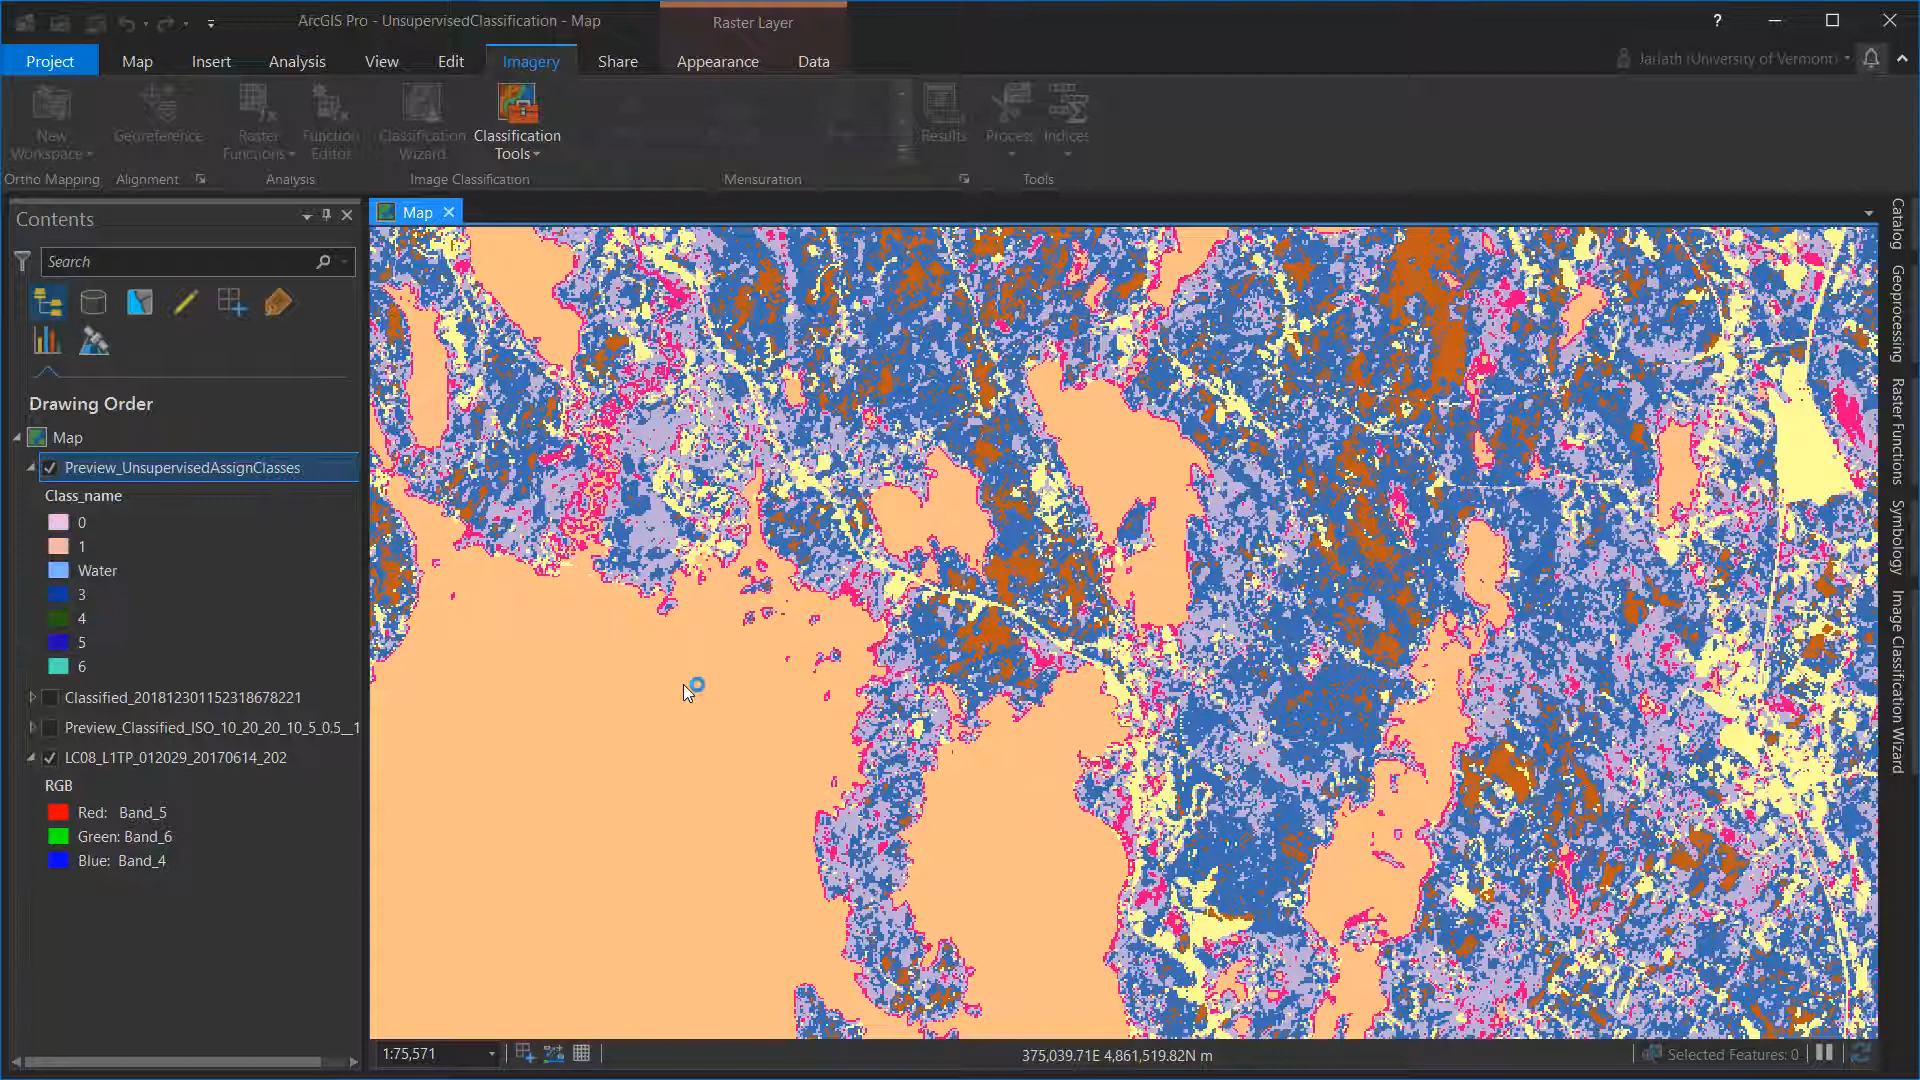 ArcGIS Pro - UnsupervisedClassification - Map
Raster Layer
?
Project
Map
Insert
Analysis
View
Edit
Imagery
Share
Appearance
Data
Jarlath (University of Vermont)
New
Workspace
Georeference
Raster
Functions
Function
Editor
Classification
Wizard
Classification
Tools
Results
Process
Indices
Ortho Mapping
Alignment
Analysis
Image Classification
Mensuration
Tools
Contents
Search
Drawing Order
Map
Preview_UnsupervisedAssignClasses
Class_name
0
1
Water
3
4
5
6
Classified_201812301152318678221
Preview_Classified_ISO_10_20_20_10_5_0.5__1
LC08_L1TP_012029_20170614_202
RGB
Red: Band_5
Green: Band_6
Blue: Band_4
Map
Catalog
Geoprocessing
Raster Functions
Symbology
Image Classification Wizard
1:75,571
375,039.71E 4,861,519.82N m
Selected Features: 0